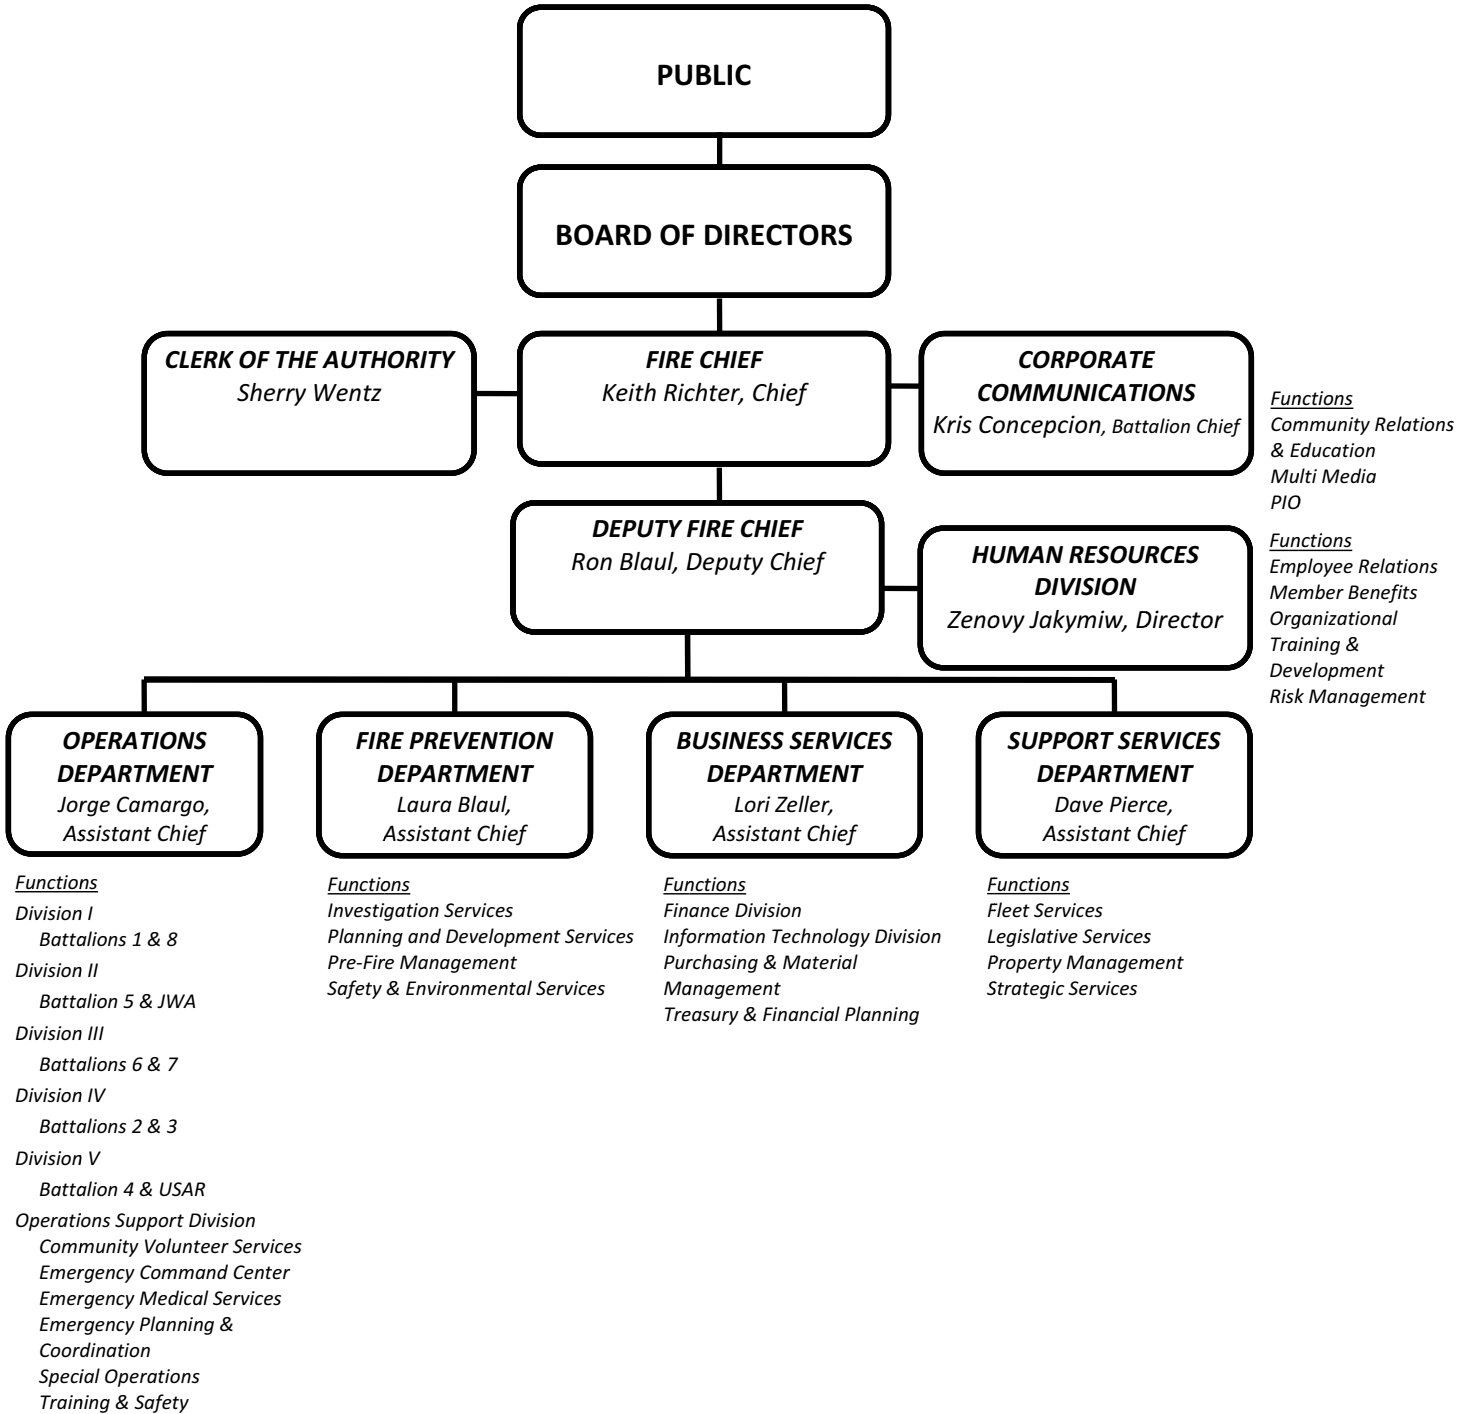 PUBLIC
BOARD OF DIRECTORS
CLERK OF THE AUTHORITY
Sherry Wentz
FIRE CHIEF
Keith Richter, Chief
CORPORATE
COMMUNICATIONS
Kris Concepcion, Battalion Chief
Functions
Community Relations
& Education
Multi Media
PIO
DEPUTY FIRE CHIEF
Ron Blaul, Deputy Chief
HUMAN RESOURCES
DIVISION
Zenovy Jakymiw, Director
Functions
Employee Relations
Member Benefits
Organizational
Training &
Development
Risk Management
OPERATIONS
DEPARTMENT
Jorge Camargo,
Assistant Chief
FIRE PREVENTION
DEPARTMENT
Laura Blaul,
Assistant Chief
BUSINESS SERVICES
DEPARTMENT
Lori Zeller,
Assistant Chief
SUPPORT SERVICES
DEPARTMENT
Dave Pierce,
Assistant Chief
Functions
Division I
Battalions 1 & 8
Division II
Battalion 5 & JWA
Division III
Battalions 6 & 7
Division IV
Battalions 2 & 3
Division V
Battalion 4 & USAR
Operations Support Division
Community Volunteer Services
Emergency Command Center
Emergency Medical Services
Emergency Planning &
Coordination
Special Operations
Training & Safety
Functions
Investigation Services
Planning and Development Services
Pre-Fire Management
Safety & Environmental Services
Functions
Finance Division
Information Technology Division
Purchasing & Material
Management
Treasury & Financial Planning
Functions
Fleet Services
Legislative Services
Property Management
Strategic Services